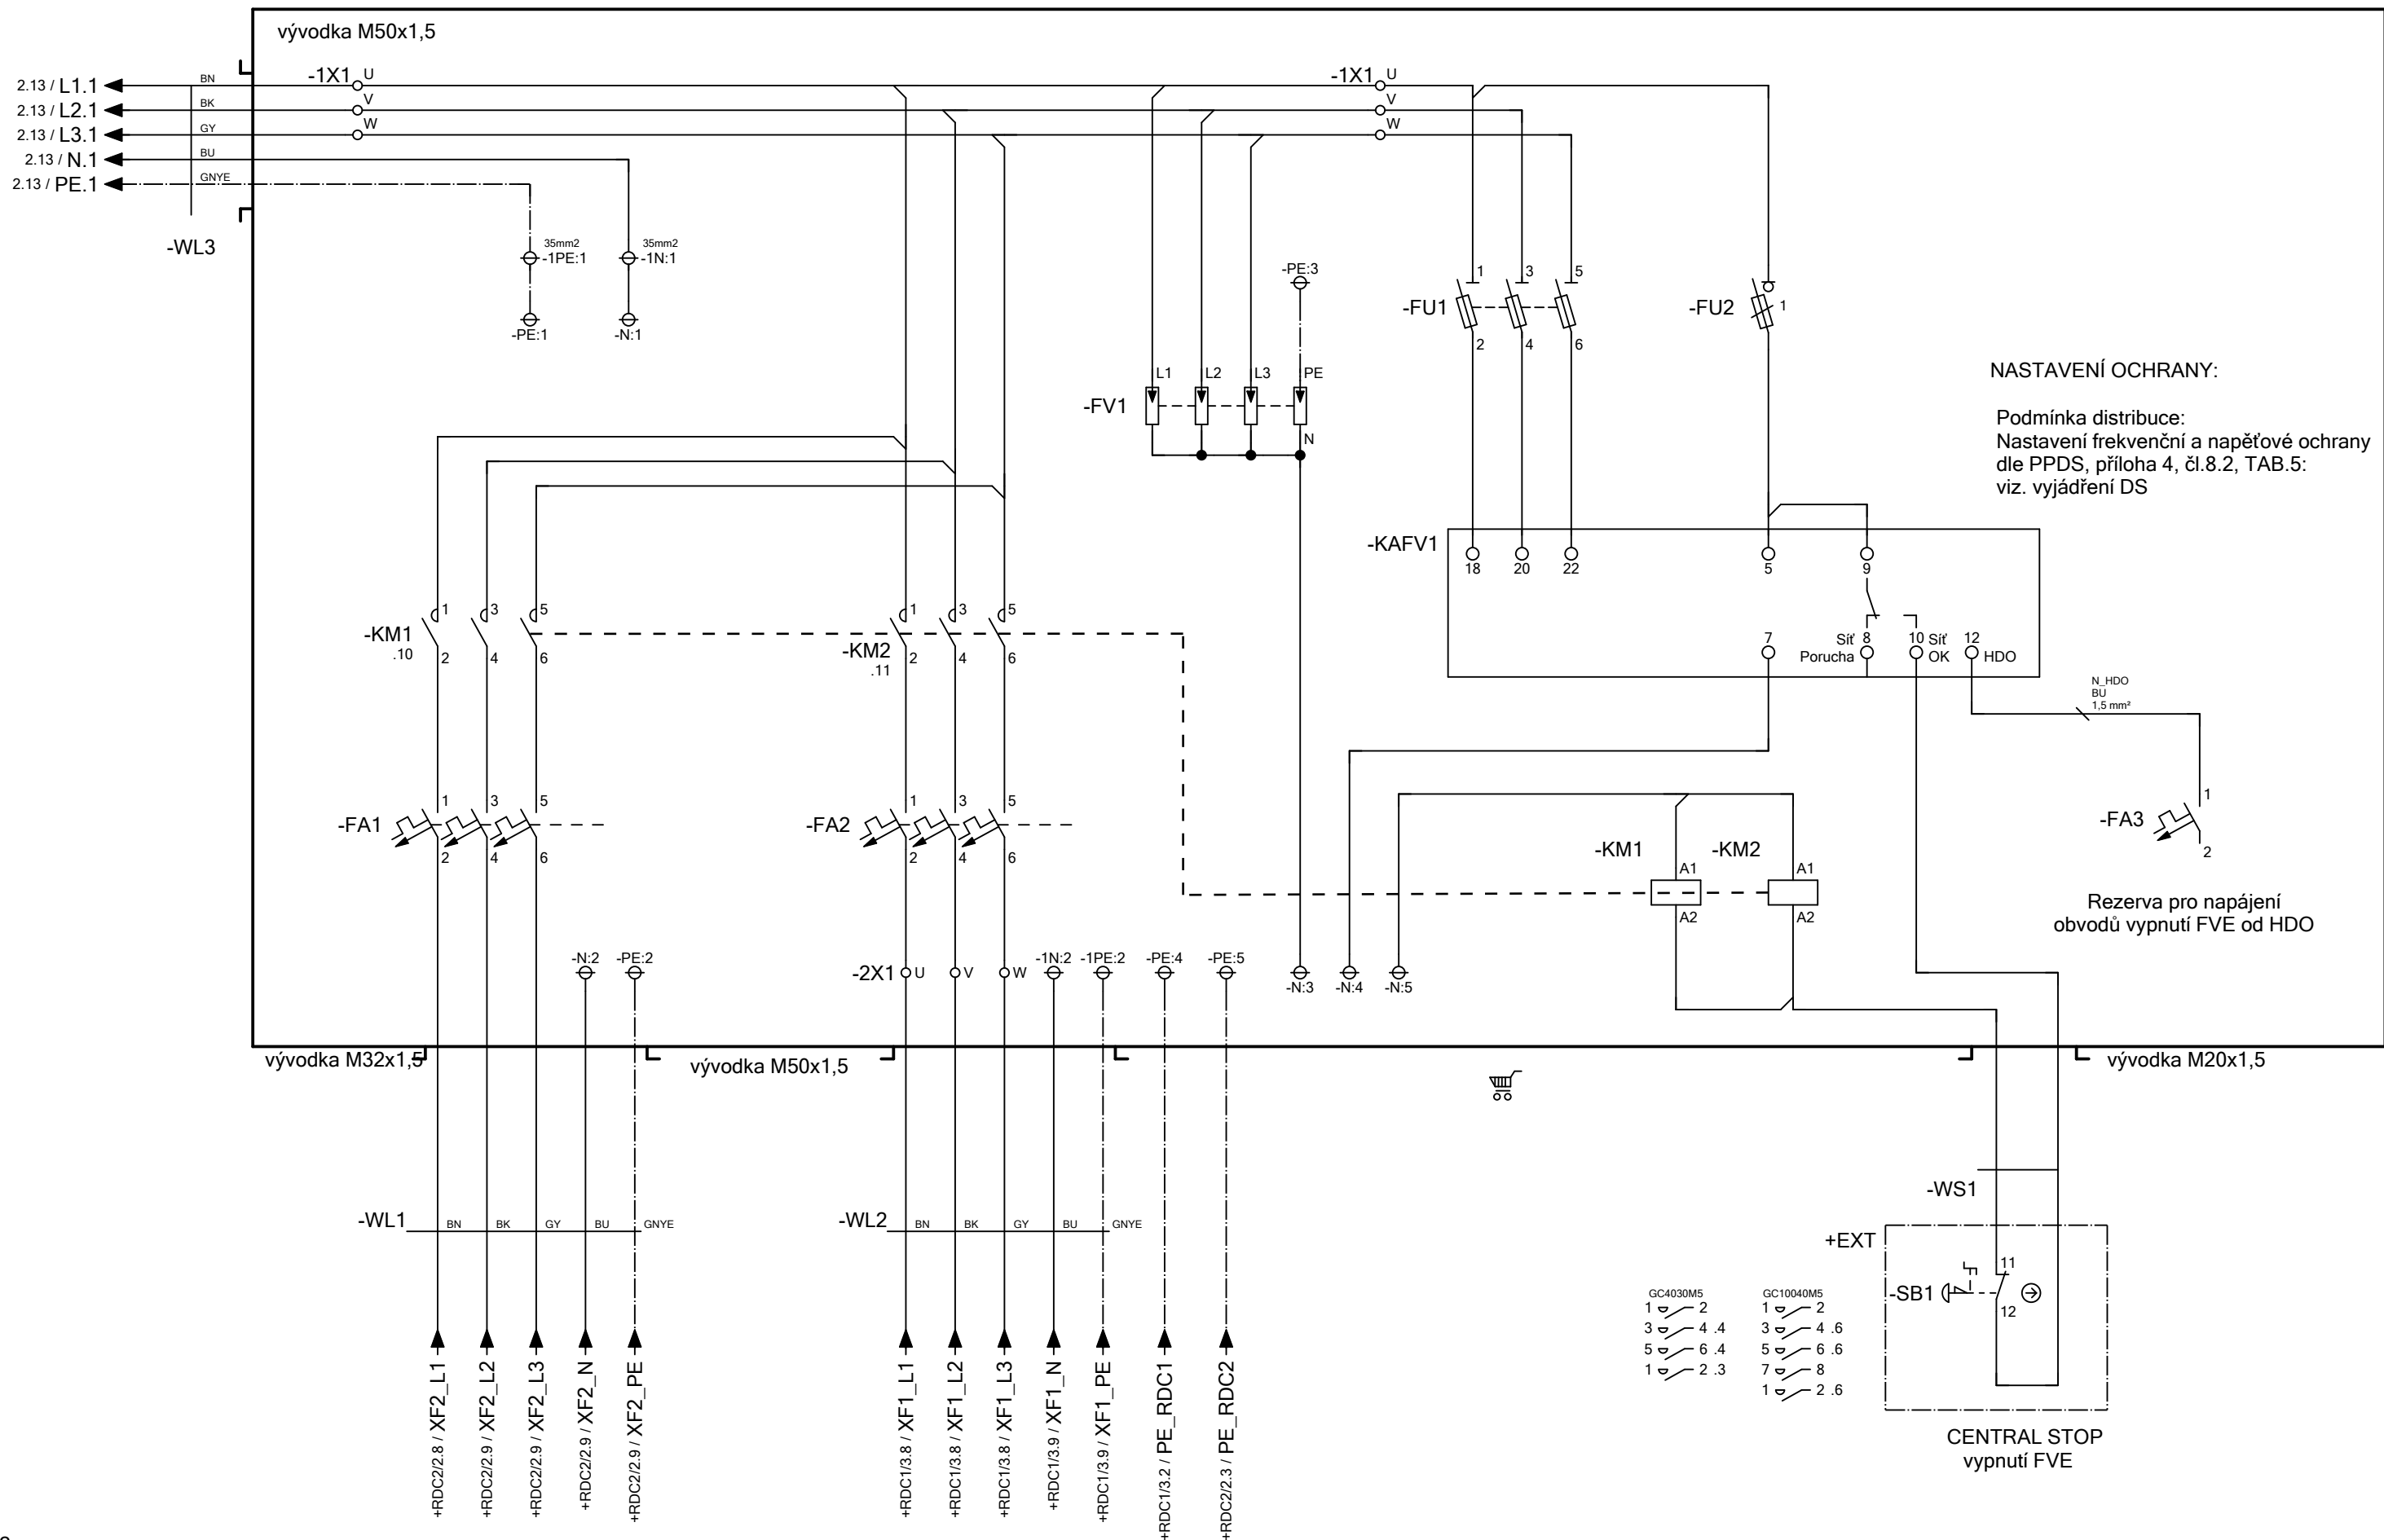 vývodka M50x1,5
2.13 / L1.1
BN
-1X1
U
-1X1
U
2.13 / L2.1
BK
V
V
2.13 / L3.1
GY
W
W
2.13 / N.1
BU
2.13 / PE.1
GNYE
-WL3
35mm2
-1PE:1
35mm2
-1N:1
-PE:1
-N:1
-PE:3
-FU1
1
3
5
2
4
6
-FU2
1
-FV1
L1
L2
L3
PE
N
NASTAVENÍ OCHRANY:
Podmínka distribuce:
Nastavení frekvenční a napěťové ochrany
dle PPDS, příloha 4, čl.8.2, TAB.5:
viz. vyjádření DS
-KAFV1
18
20
22
5
9
7
Síť
8
10
Síť
12
Porucha
OK
HDO
N_HDO
BU
1,5 mm²
-KM1
.10
1
3
5
2
4
6
-KM2
.11
1
3
5
2
4
6
-FA1
1
3
5
2
4
6
-FA2
1
3
5
2
4
6
-FA3
1
2
-KM1
A1
A2
-KM2
A1
A2
Rezerva pro napájení
obvodů vypnutí FVE od HDO
-N:2
-PE:2
-2X1
U
V
W
-1N:2
-1PE:2
-PE:4
-PE:5
-N:3
-N:4
-N:5
vývodka M32x1,5
vývodka M50x1,5
vývodka M20x1,5
-WL1
BN
BK
GY
BU
GNYE
-WL2
BN
BK
GY
BU
GNYE
-WS1
+EXT
-SB1
11
12
GC4030M5
1 2
3 4 .4
5 6 .4
1 2 .3
GC10040M5
1 2
3 4 .6
5 6 .6
7 8
1 2 .6
CENTRAL STOP
vypnutí FVE
+RDC2/2.8 / XF2_L1
+RDC2/2.9 / XF2_L2
+RDC2/2.9 / XF2_L3
+RDC2/2.9 / XF2_N
+RDC2/2.9 / XF2_PE
+RDC1/3.8 / XF1_L1
+RDC1/3.8 / XF1_L2
+RDC1/3.8 / XF1_L3
+RDC1/3.9 / XF1_N
+RDC1/3.9 / XF1_PE
+RDC1/3.2 / PE_RDC1
+RDC2/2.3 / PE_RDC2